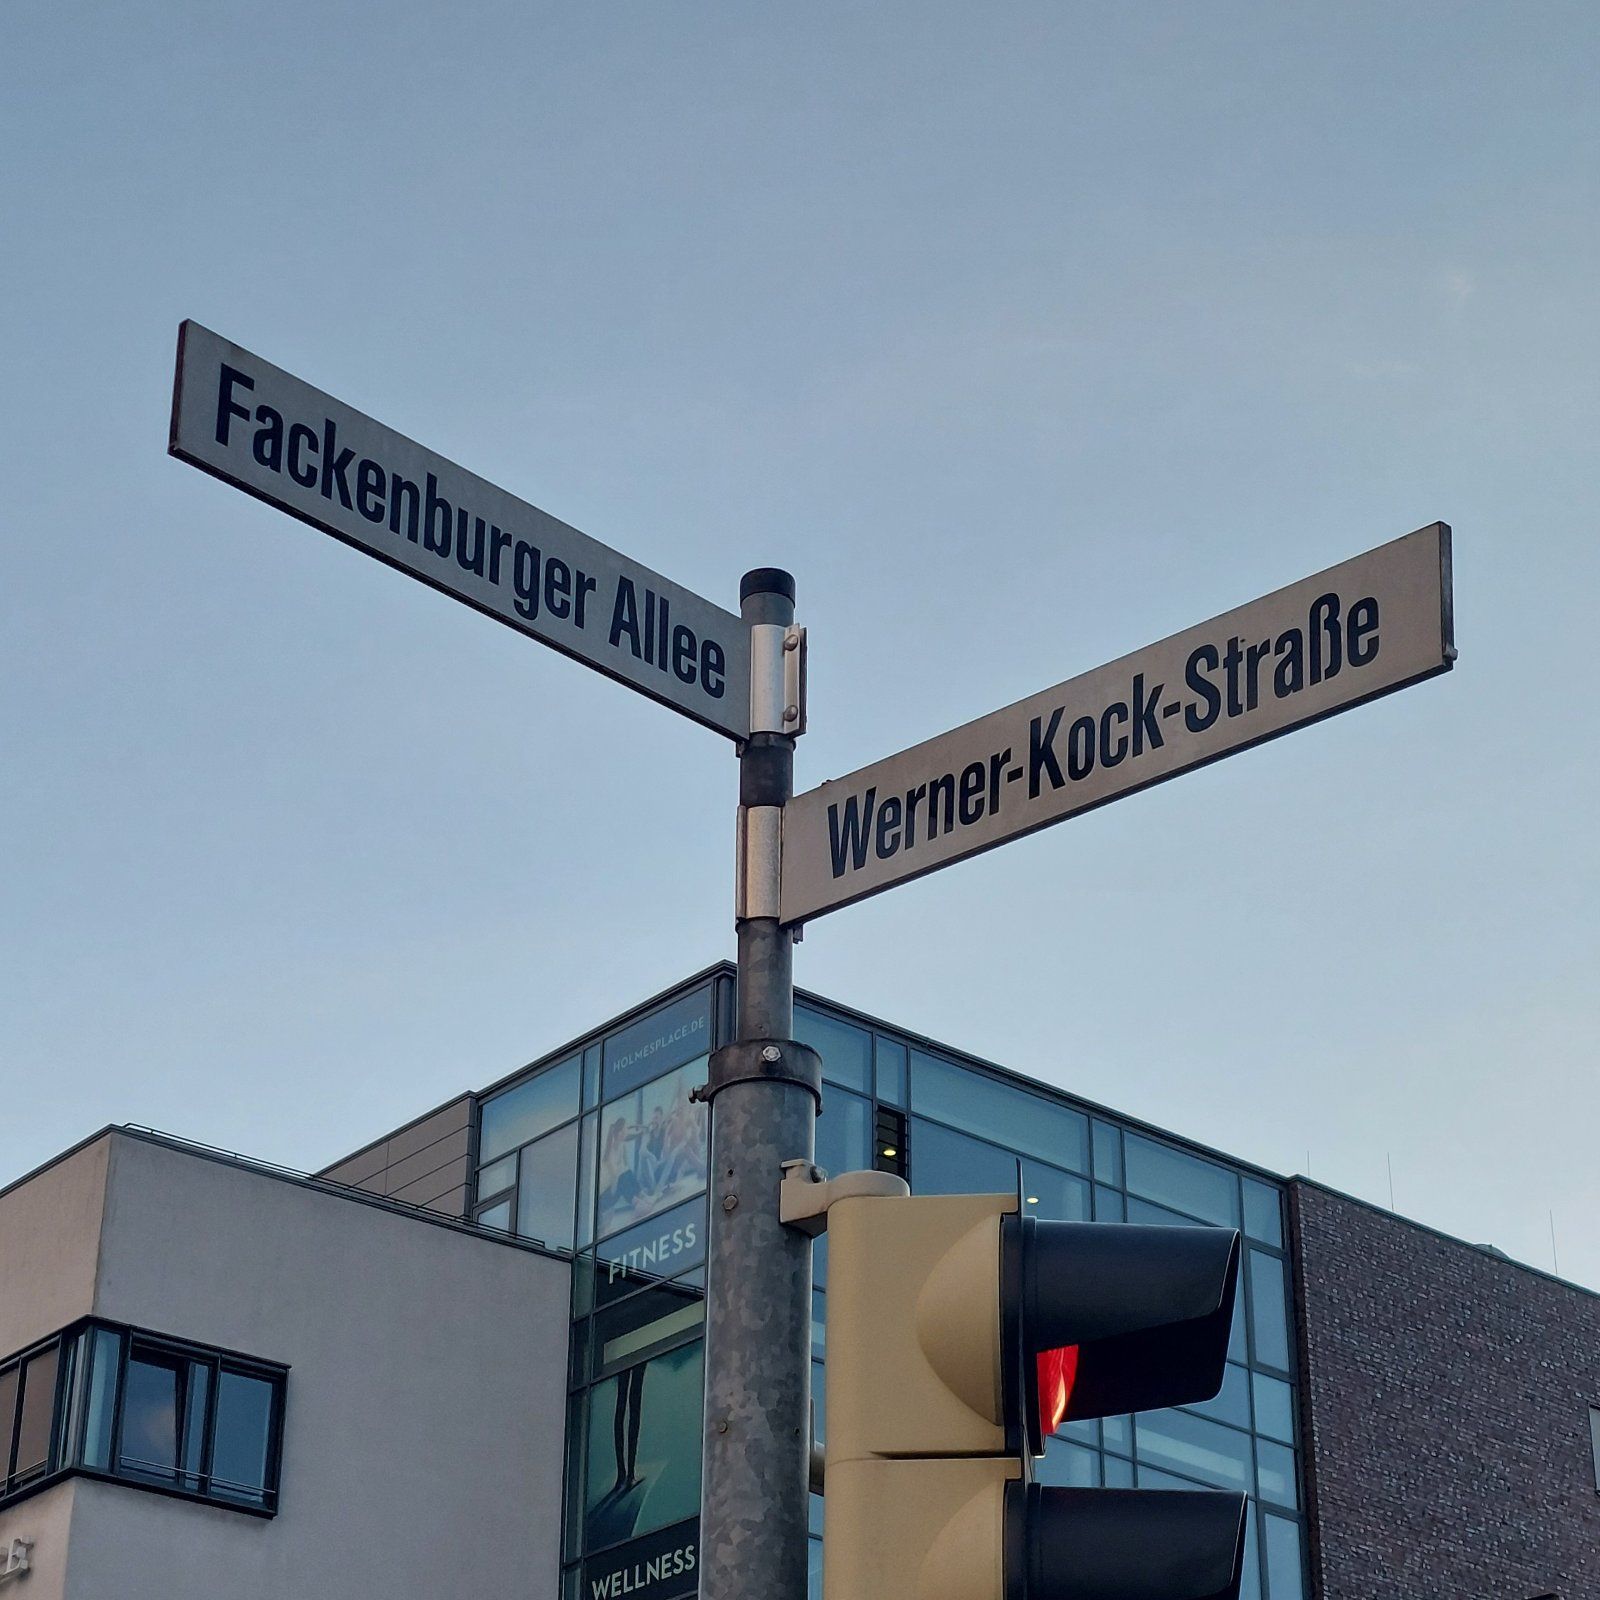 Fackenburger Allee
Werner-Kock-Straße
HOLMESPLACE.DE
FITNESS
WELLNESS
E